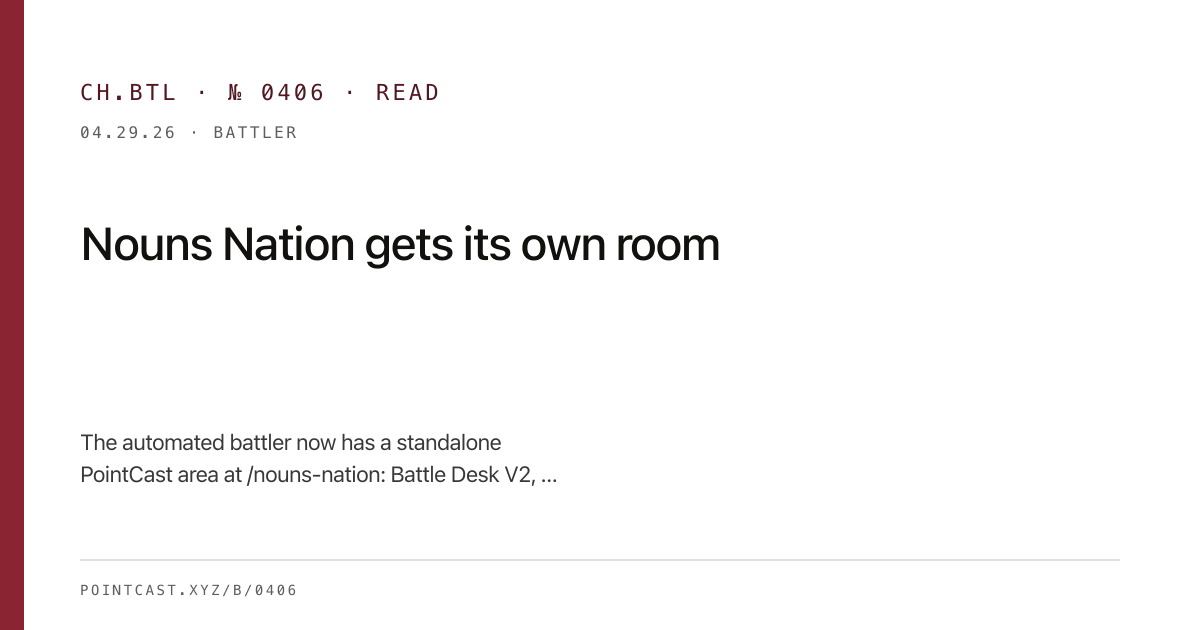 CH.BTL · № 0406 · READ
04.29.26 · BATTLER
Nouns Nation gets its own room
The automated battler now has a standalone
PointCast area at /nouns-nation: Battle Desk V2, ...
POINTCAST.XYZ/B/0406